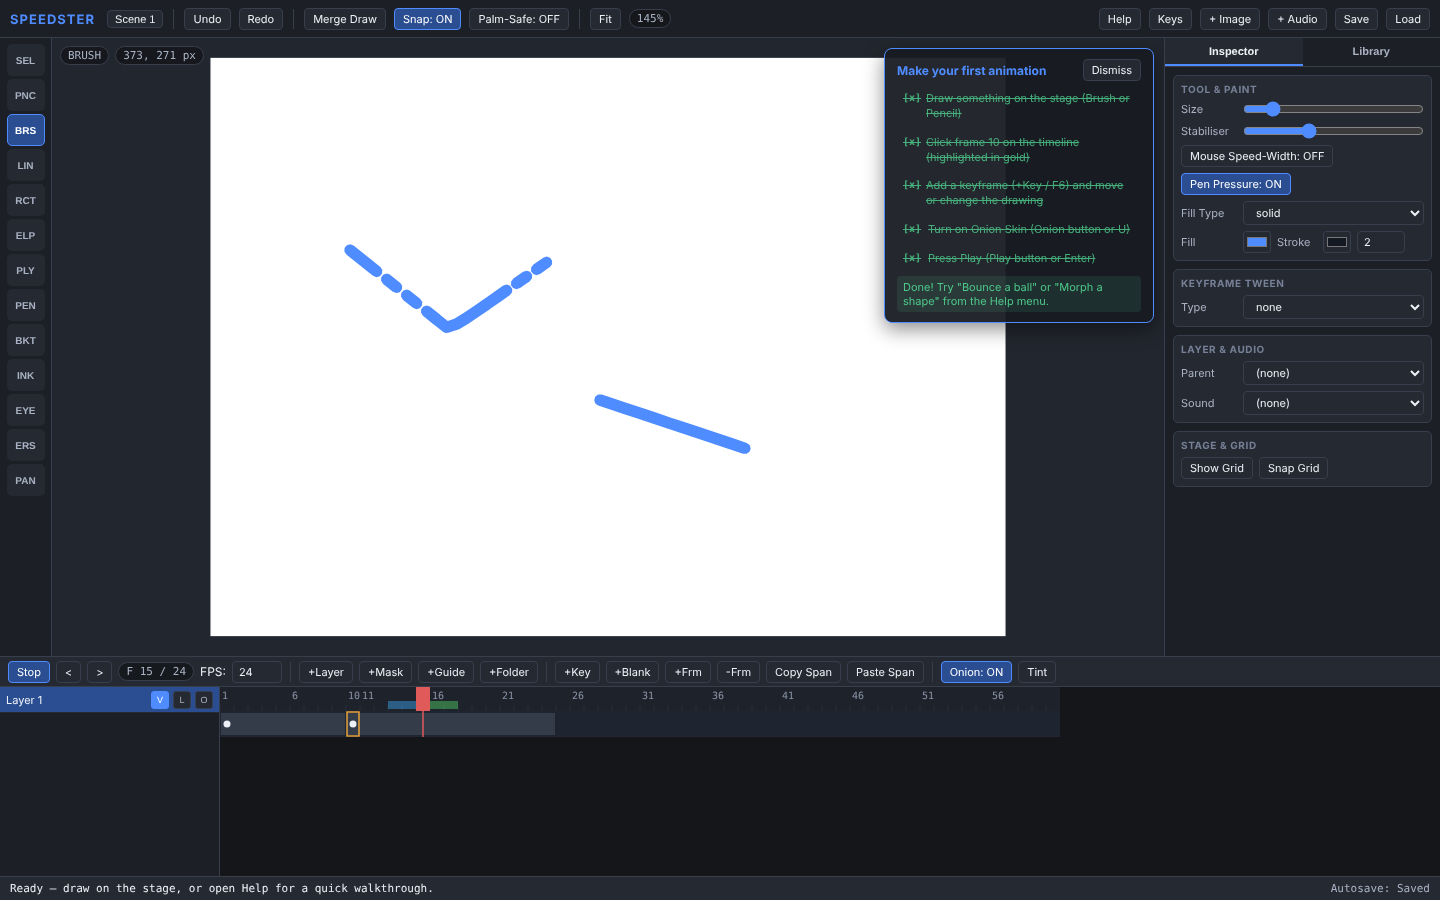 SPEEDSTER Scene 1 Undo Redo Merge Draw Snap: ON Palm-Safe: OFF Fit 145% Help Keys + Image + Audio Save Load
SEL
PNC
BRS
LIN
RCT
ELP
PLY
PEN
BKT
INK
EYE
ERS
PAN
BRUSH 373, 271 px
Make your first animation Dismiss
[×] Draw something on the stage (Brush or
Pencil)
[×] Click frame 10 on the timeline
(highlighted in gold)
[×] Add a keyframe (+Key / F6) and move
or change the drawing
[×] Turn on Onion Skin (Onion button or U)
[×] Press Play (Play button or Enter)
Done! Try "Bounce a ball" or "Morph a
shape" from the Help menu.
Inspector Library
TOOL & PAINT
Size
Stabiliser
Mouse Speed-Width: OFF
Pen Pressure: ON
Fill Type solid
Fill Stroke 2
KEYFRAME TWEEN
Type none
LAYER & AUDIO
Parent (none)
Sound (none)
STAGE & GRID
Show Grid Snap Grid
Stop < > F 15 / 24 FPS: 24 +Layer +Mask +Guide +Folder +Key +Blank +Frm -Frm Copy Span Paste Span Onion: ON Tint
Layer 1 V L O 1 6 10 11 16 21 26 31 36 41 46 51 56
Ready — draw on the stage, or open Help for a quick walkthrough. Autosave: Saved